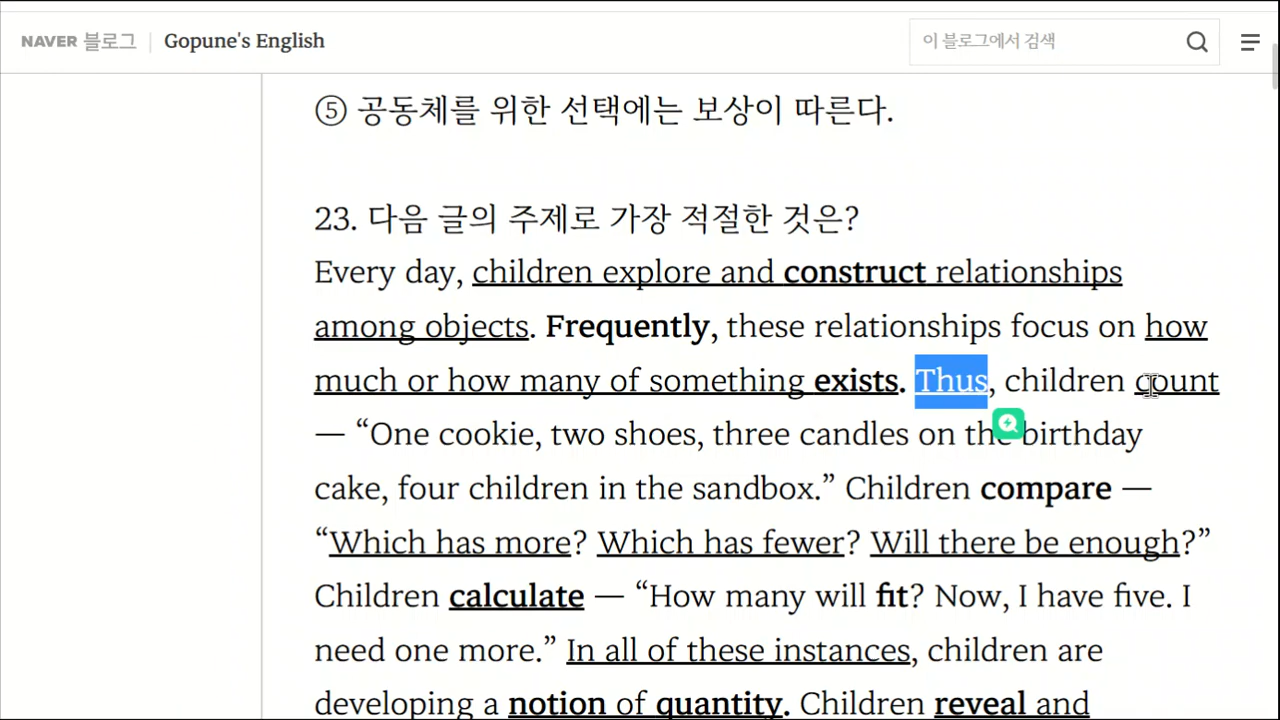 NAVER 블로그 | Gopune's English
이 블로그에서 검색
⑤ 공동체를 위한 선택에는 보상이 따른다.
23. 다음 글의 주제로 가장 적절한 것은?
Every day, children explore and construct relationships
among objects. Frequently, these relationships focus on how
much or how many of something exists. Thus, children count
— “One cookie, two shoes, three candles on the birthday
cake, four children in the sandbox.” Children compare —
“Which has more? Which has fewer? Will there be enough?”
Children calculate — “How many will fit? Now, I have five. I
need one more.” In all of these instances, children are
developing a notion of quantity. Children reveal and